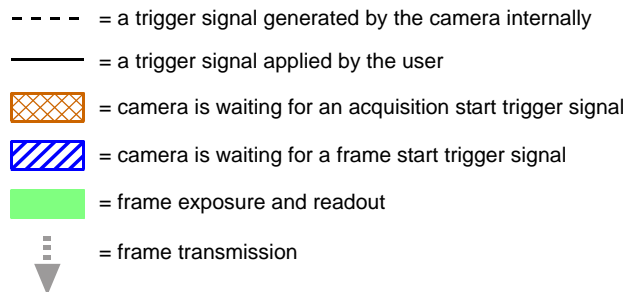 = a trigger signal generated by the camera internally
= a trigger signal applied by the user
= camera is waiting for an acquisition start trigger signal
= camera is waiting for a frame start trigger signal
= frame exposure and readout
= frame transmission